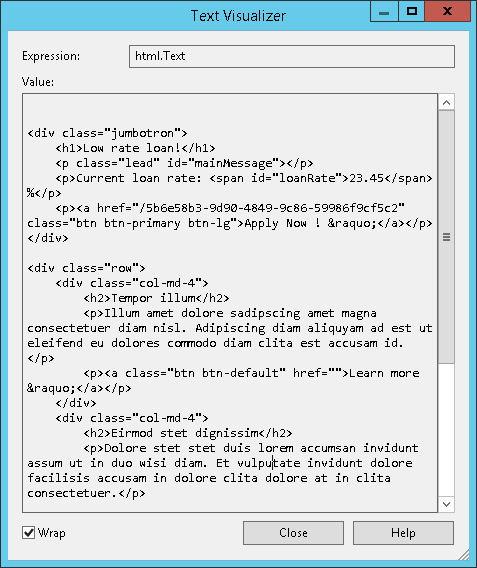 Text Visualizer
Expression:
html.Text
Value:
<div class="jumbotron">
<h1>Low rate loan!</h1>
<p class="lead" id="mainMessage"></p>
<p>Current loan rate: <span id="loanRate">23.45</span>
%</p>
<p><a href="/5b6e58b3-9d90-4849-9c86-59986f9cf5c2"
class="btn btn-primary btn-lg">Apply Now ! &raquo;</a></p>
</div>
<div class="row">
<div class="col-md-4">
<h2>Tempor illum</h2>
<p>Illum amet dolore sadipscing amet magna
consectetuer diam nisl. Adipiscing diam aliquyam ad est ut
eleifend eu dolores commodo diam clita est accusam id.
</p>
<p><a class="btn btn-default" href="">Learn more
&raquo;</a></p>
</div>
<div class="col-md-4">
<h2>Eirmod stet dignissim</h2>
<p>Dolore stet stet duis lorem accumsan invidunt
assum ut in duo wisi diam. Et vulputate invidunt dolore
facilisis accusam in dolore clita dolore at in clita
consectetuer.</p>
Wrap
Close
Help